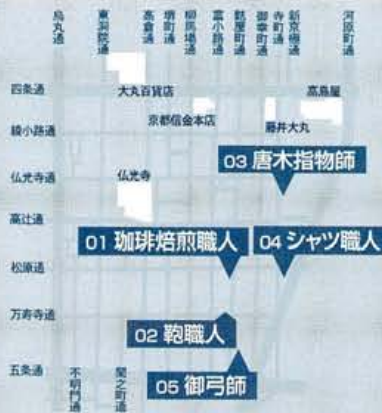 烏丸通
東洞院通
高倉通
堺町通
柳馬場通
富小路通
麩屋町通
御幸町通
寺町通
新京極通
河原町通
四条通
大丸百貨店
高島屋
京都信金本店
藤井大丸
綾小路通
03 唐木指物師
仏光寺通
仏光寺
高辻通
01 珈琲焙煎職人
04 シャツ職人
松原通
万寿寺通
02 鞄職人
五条通
05 御弓師
不明門通
間之町通